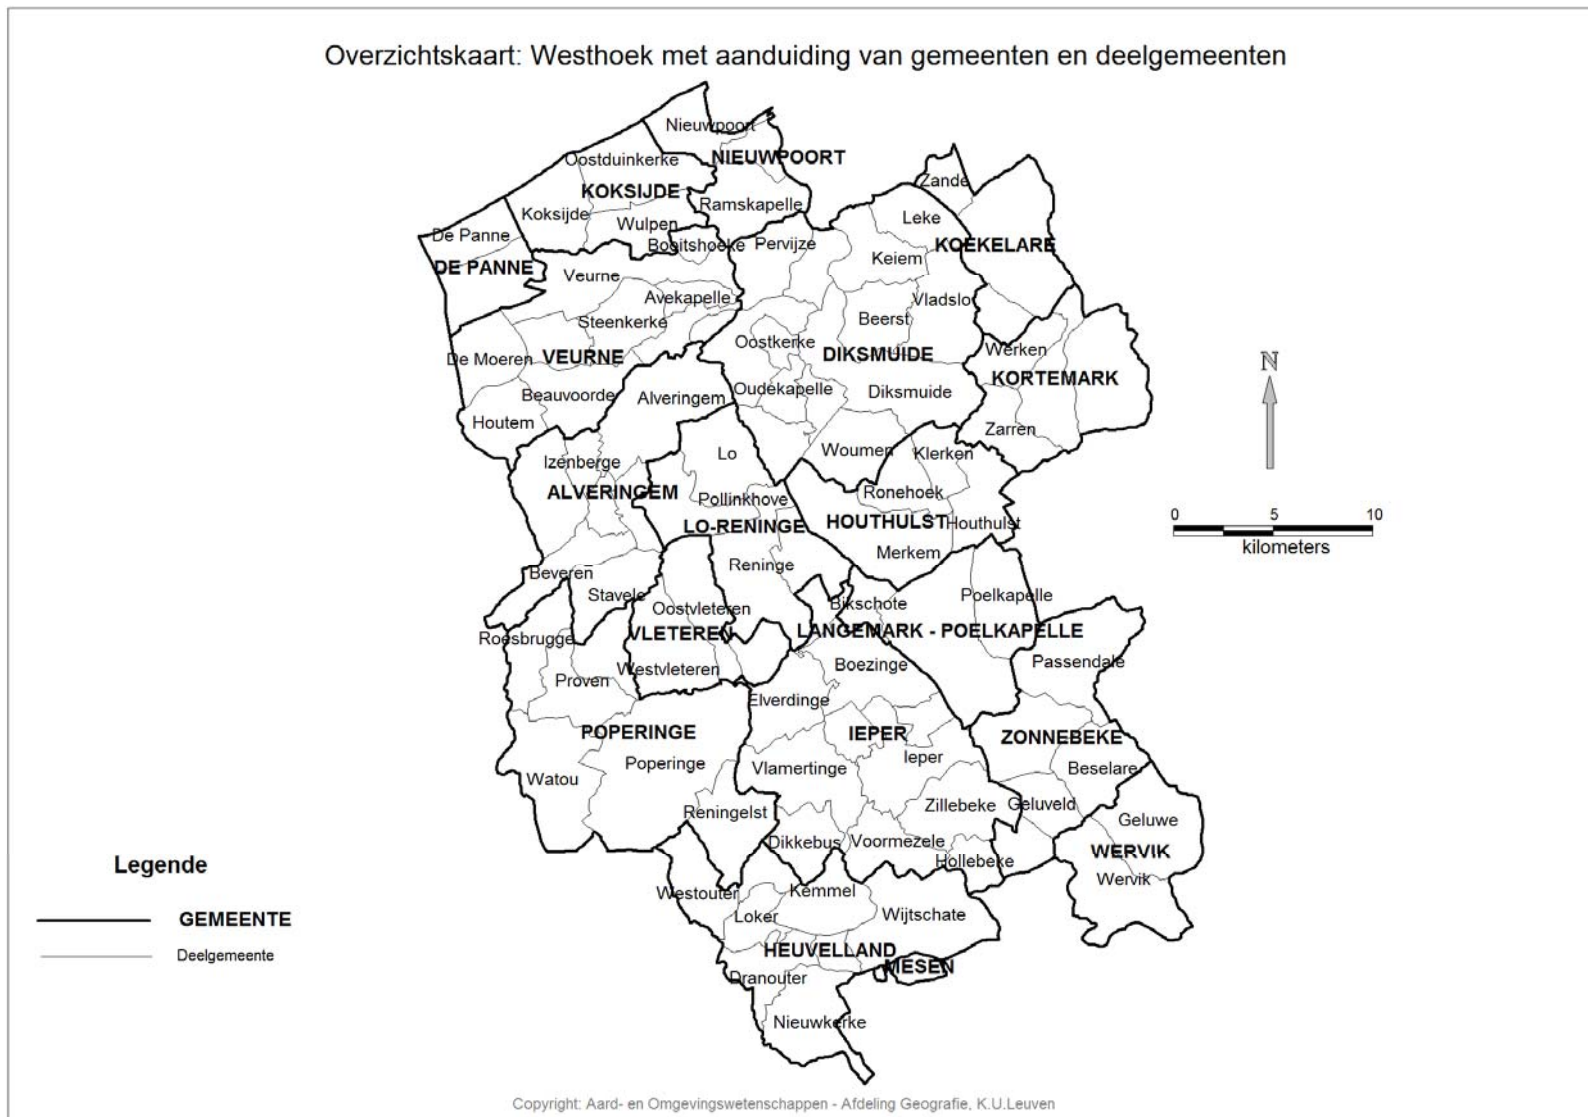 Overzichtskaart: Westhoek met aanduiding van gemeenten en deelgemeenten
Nieuwpoort
NIEUWPOORT
Oostduinkerke
Zande
KOKSIJDE
Ramskapelle
Koksijde
Leke
Wulpen
De Panne
Booitshoeke
Pervijze
KOEKELARE
Keiem
DE PANNE
Veurne
Avekapelle
Vladslo
Steenkerke
Beerst
Oostkerke
Werken
De Moeren
VEURNE
DIKSMUIDE
KORTEMARK
Beauvoorde
Alveringem
Oudekapelle
Diksmuide
Houtem
Zarren
Lo
Woumen
Klerken
Izenberge
ALVERINGEM
Pollinkhove
Ronehoek
LO-RENINGE
HOUTHULST
Houthulst
Merkem
Reninge
Beveren
Stavele
Oostvleteren
Bikschote
Poelkapelle
Roesbrugge
VLETEREN
LANGEMARK - POELKAPELLE
Westvleteren
Boezinge
Passendale
Proven
Elverdinge
POPERINGE
IEPER
ZONNEBEKE
Poperinge
Vlamertinge
Ieper
Beselare
Watou
Reningelst
Zillebeke
Geluveld
Geluwe
Dikkebus
Voormezele
Hollebeke
WERVIK
Wervik
Westouter
Kemmel
Loker
Wijtschate
HEUVELLAND
MESEN
Dranouter
Nieuwkerke
N
0 5 10
kilometers
Legende
GEMEENTE
Deelgemeente
Copyright: Aard- en Omgevingswetenschappen - Afdeling Geografie, K.U.Leuven